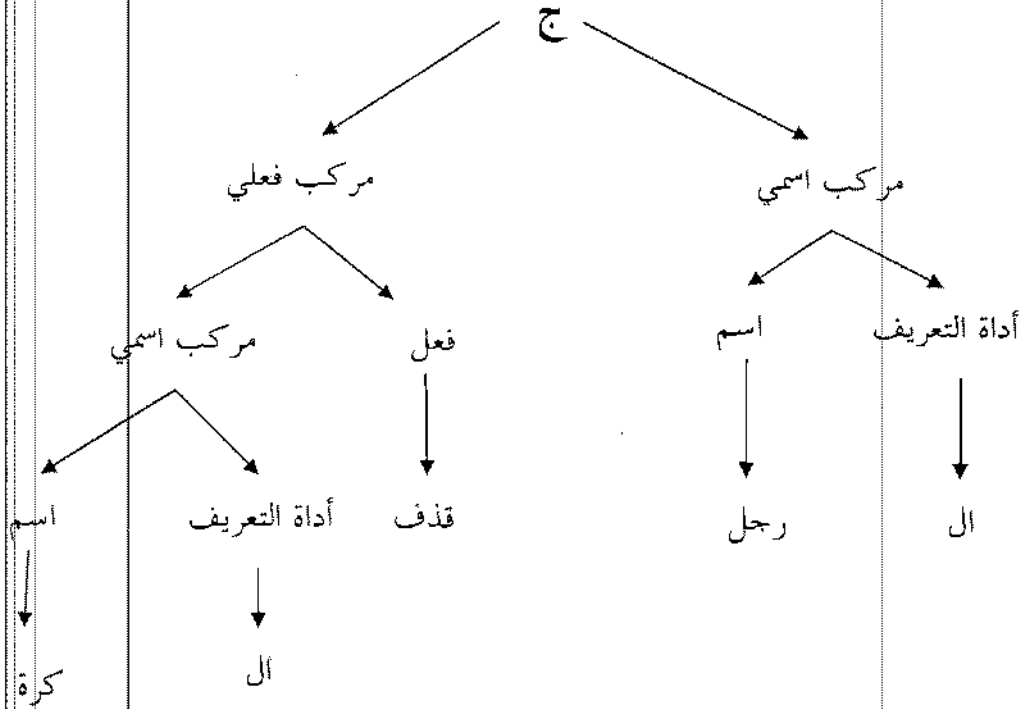 ج
مركب اسمي مركب فعلي
أداة التعريف اسم فعل مركب اسمي
ال رجل قذف أداة التعريف اسم
ال كرة